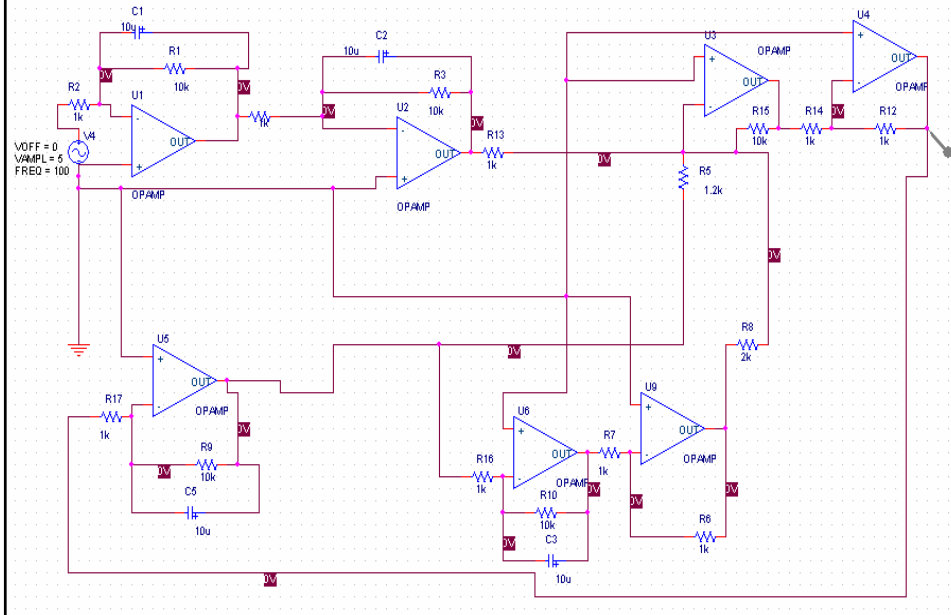 C1
10u
R1
10k
0V
0V
R2
1k
U1
-
+
OUT
OPAMP
V4
VOFF = 0
VAMPL = 5
FREQ = 100
1k
C2
10u
R3
10k
0V
0V
U2
-
+
OUT
OPAMP
R13
1k
0V
U3
+
-
OUT
OPAMP
R15
10k
R14
1k
U4
+
-
OUT
OPAMP
0V
R12
1k
R5
1.2k
0V
R8
2k
U5
+
-
OUT
OPAMP
R17
1k
0V
0V
R9
10k
C5
10u
0V
R16
1k
U6
+
-
OUT
OPAMP
0V
R10
10k
0V
C3
10u
R7
1k
U9
+
-
OUT
OPAMP
0V
0V
R6
1k
0V